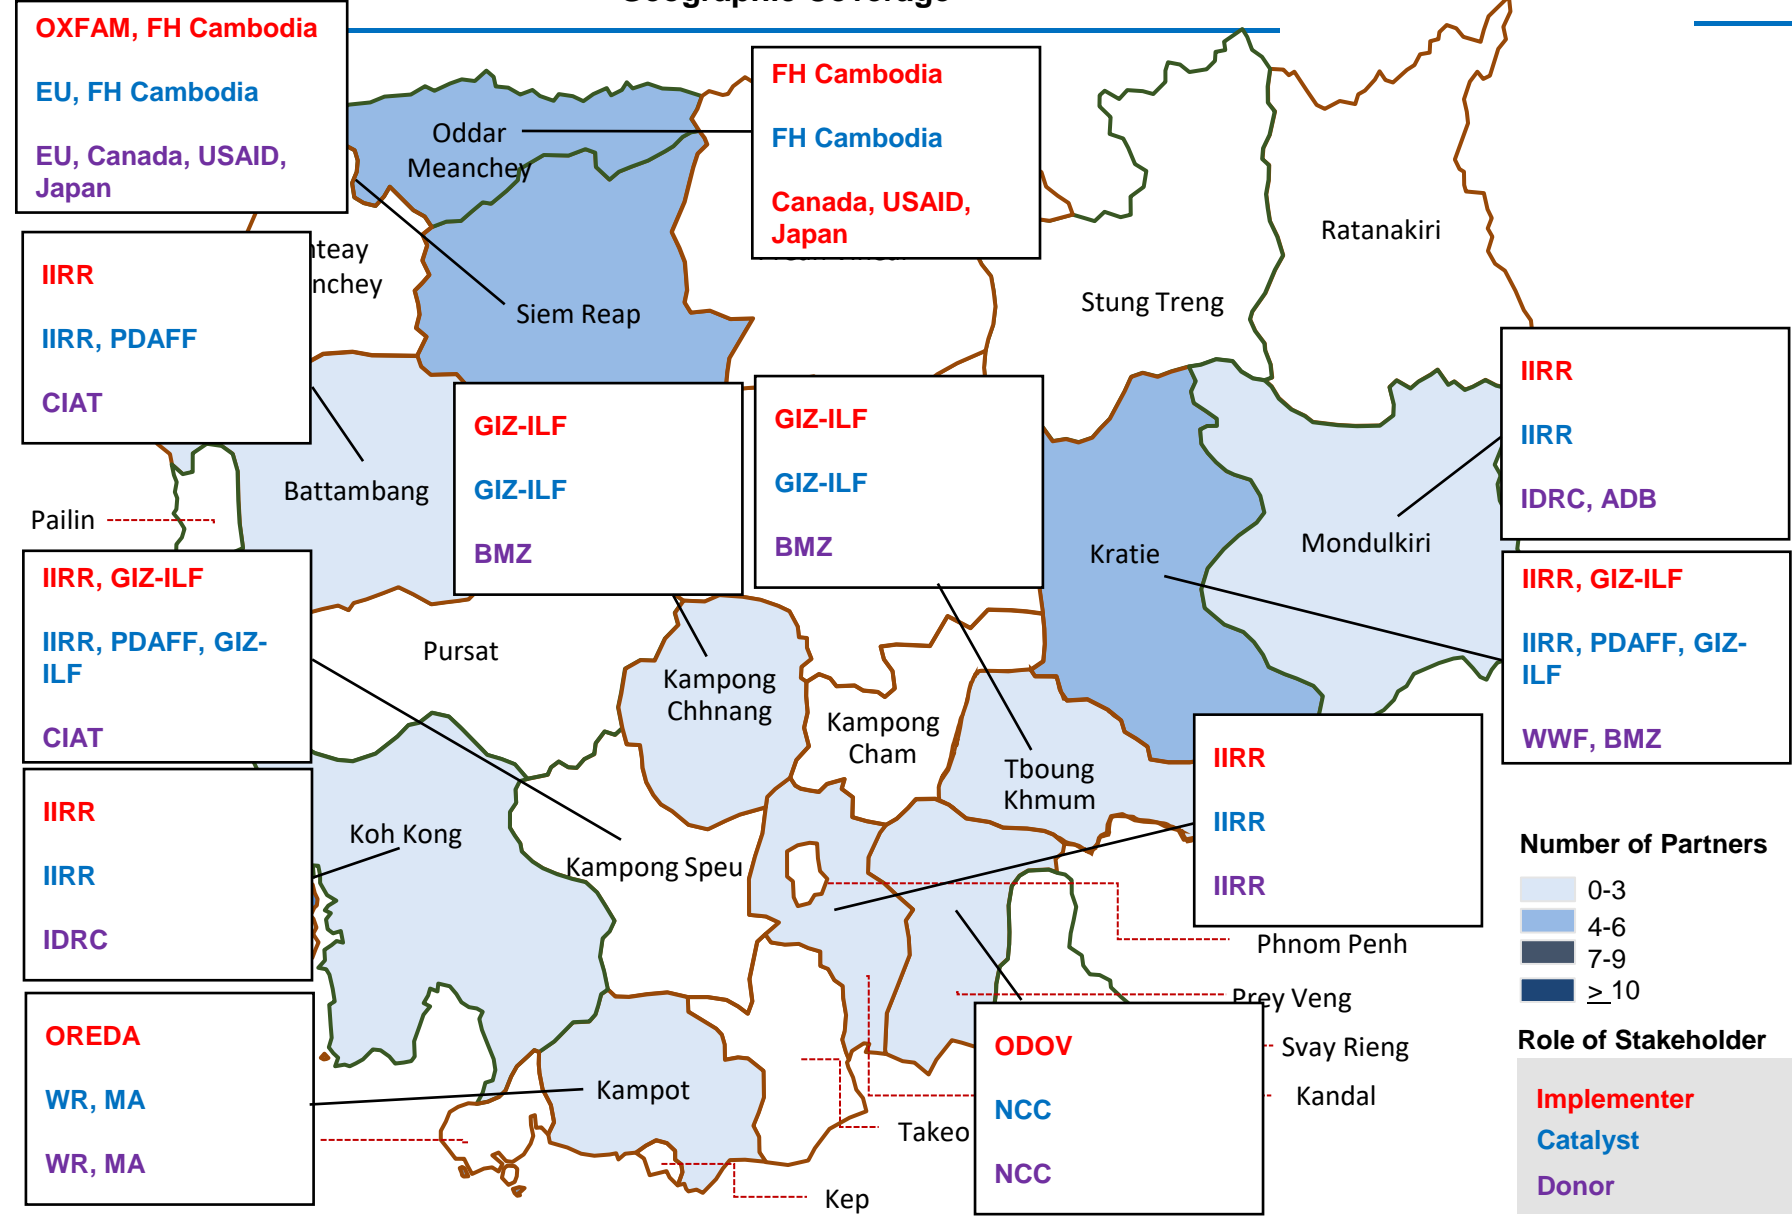 OXFAM, FH Cambodia
EU, FH Cambodia
EU, Canada, USAID,
Japan
FH Cambodia
FH Cambodia
Canada, USAID,
Japan
Oddar
Meanchey
Ratanakiri
nteay
nchey
Siem Reap
Stung Treng
IIRR
IIRR, PDAFF
CIAT
GIZ-ILF
GIZ-ILF
BMZ
GIZ-ILF
GIZ-ILF
BMZ
IIRR
IIRR
IDRC, ADB
Battambang
Pailin
Kratie
Mondulkiri
IIRR, GIZ-ILF
IIRR, PDAFF, GIZ-
ILF
CIAT
IIRR, GIZ-ILF
IIRR, PDAFF, GIZ-
ILF
WWF, BMZ
Pursat
Kampong
Chhnang
Kampong
Cham
Tboung
Khmum
IIRR
IIRR
IIRR
IIRR
IIRR
IDRC
Koh Kong
Kampong Speu
Number of Partners
0-3
4-6
7-9
> 10
Phnom Penh
Prey Veng
Svay Rieng
Kandal
OREDA
WR, MA
WR, MA
Kampot
Takeo
Kep
ODOV
NCC
NCC
Role of Stakeholder
Implementer
Catalyst
Donor